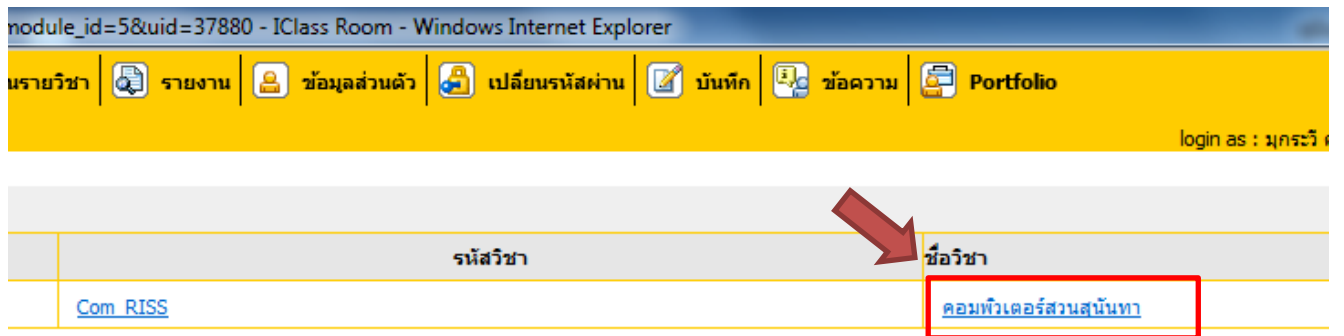 module_id=5&uid=37880 - IClass Room - Windows Internet Explorer
นรายวิชา รายงาน ข้อมูลส่วนตัว เปลี่ยนรหัสผ่าน บันทึก ข้อความ Portfolio
login as : มุกระวี
รหัสวิชา ชื่อวิชา
Com_RISS คอมพิวเตอร์สวนสุนันทา